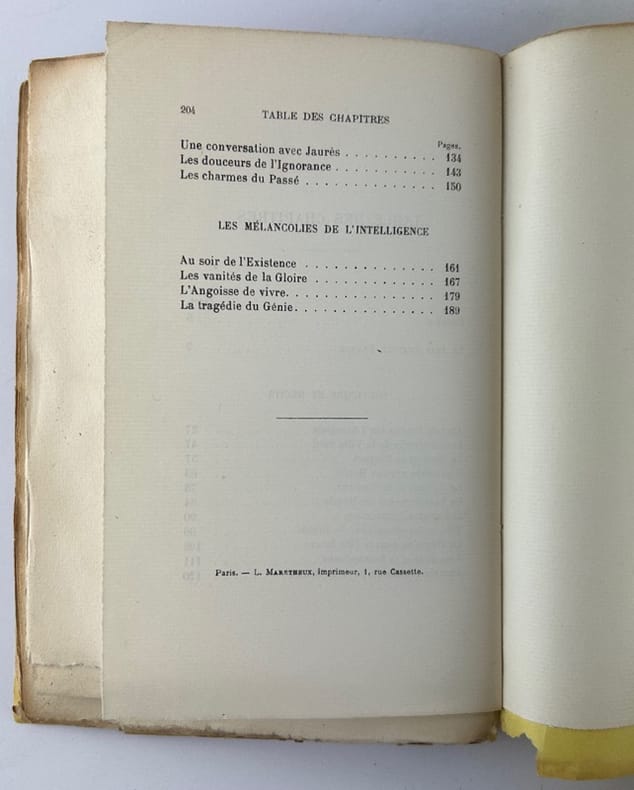 204 TABLE DES CHAPITRES
Pages.
Une conversation avec Jaurès . . . . . . . . . . 134
Les douceurs de l'Ignorance . . . . . . . . . . . 143
Les charmes du Passé . . . . . . . . . . . . . . 150
LES MÉLANCOLIES DE L'INTELLIGENCE
Au soir de l'Existence . . . . . . . . . . . . . . 161
Les vanités de la Gloire . . . . . . . . . . . . . 167
L'Angoisse de vivre. . . . . . . . . . . . . . . 179
La tragédie du Génie. . . . . . . . . . . . . . . 189
Paris. — L. MARETHEUX, imprimeur, 1, rue Cassette.